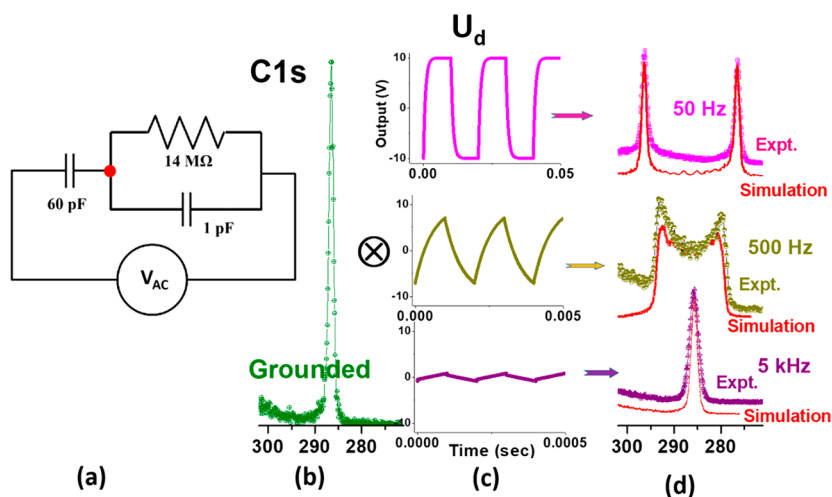 U_d
C1s
14 MΩ
60 pF
1 pF
V_AC
Grounded
300 290 280
Output (V)
10
0
-10
0.00 0.05
⊗
10
0
-10
0.000 0.005
0
10
0.0000 0.0005
Time (sec)
50 Hz
Expt.
Simulation
500 Hz
Expt.
Simulation
5 kHz
Expt.
Simulation
300 290 280
(a) (b) (c) (d)